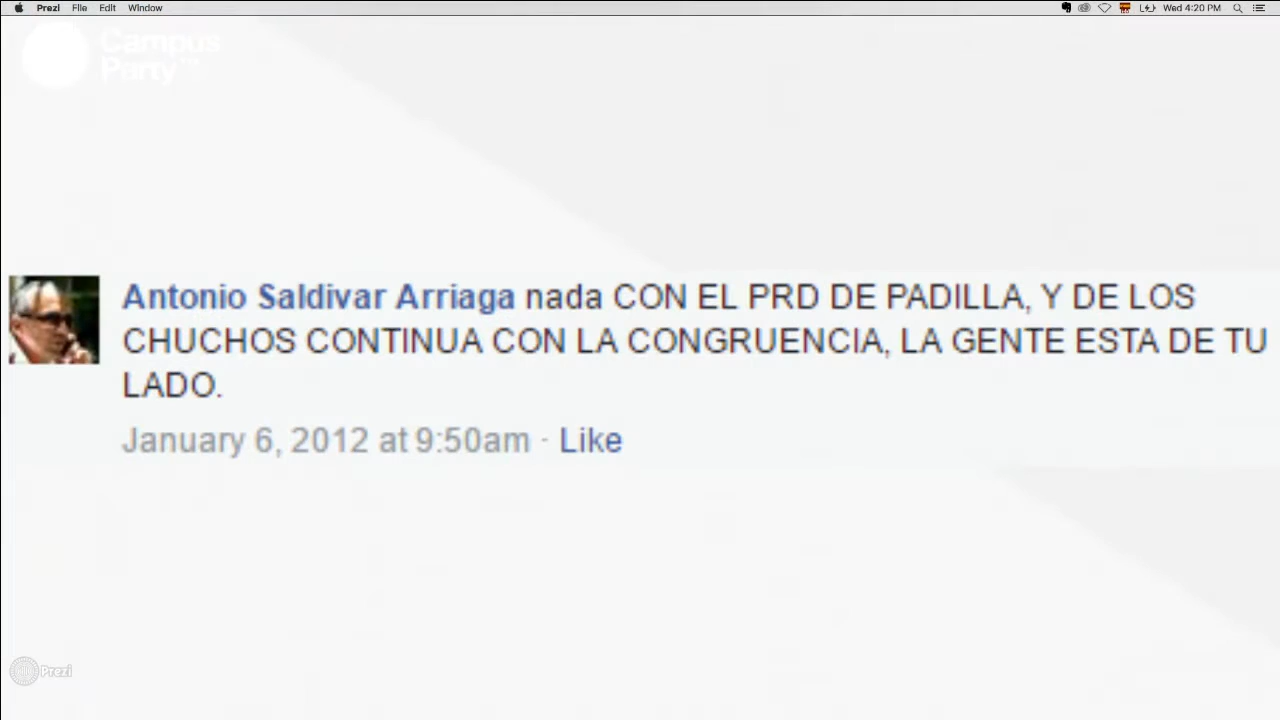 Prezi File Edit Window Wed 4:20 PM
Campus
Party
Antonio Saldivar Arriaga nada CON EL PRD DE PADILLA, Y DE LOS
CHUCHOS CONTINUA CON LA CONGRUENCIA, LA GENTE ESTA DE TU
LADO.
January 6, 2012 at 9:50am · Like
Prezi